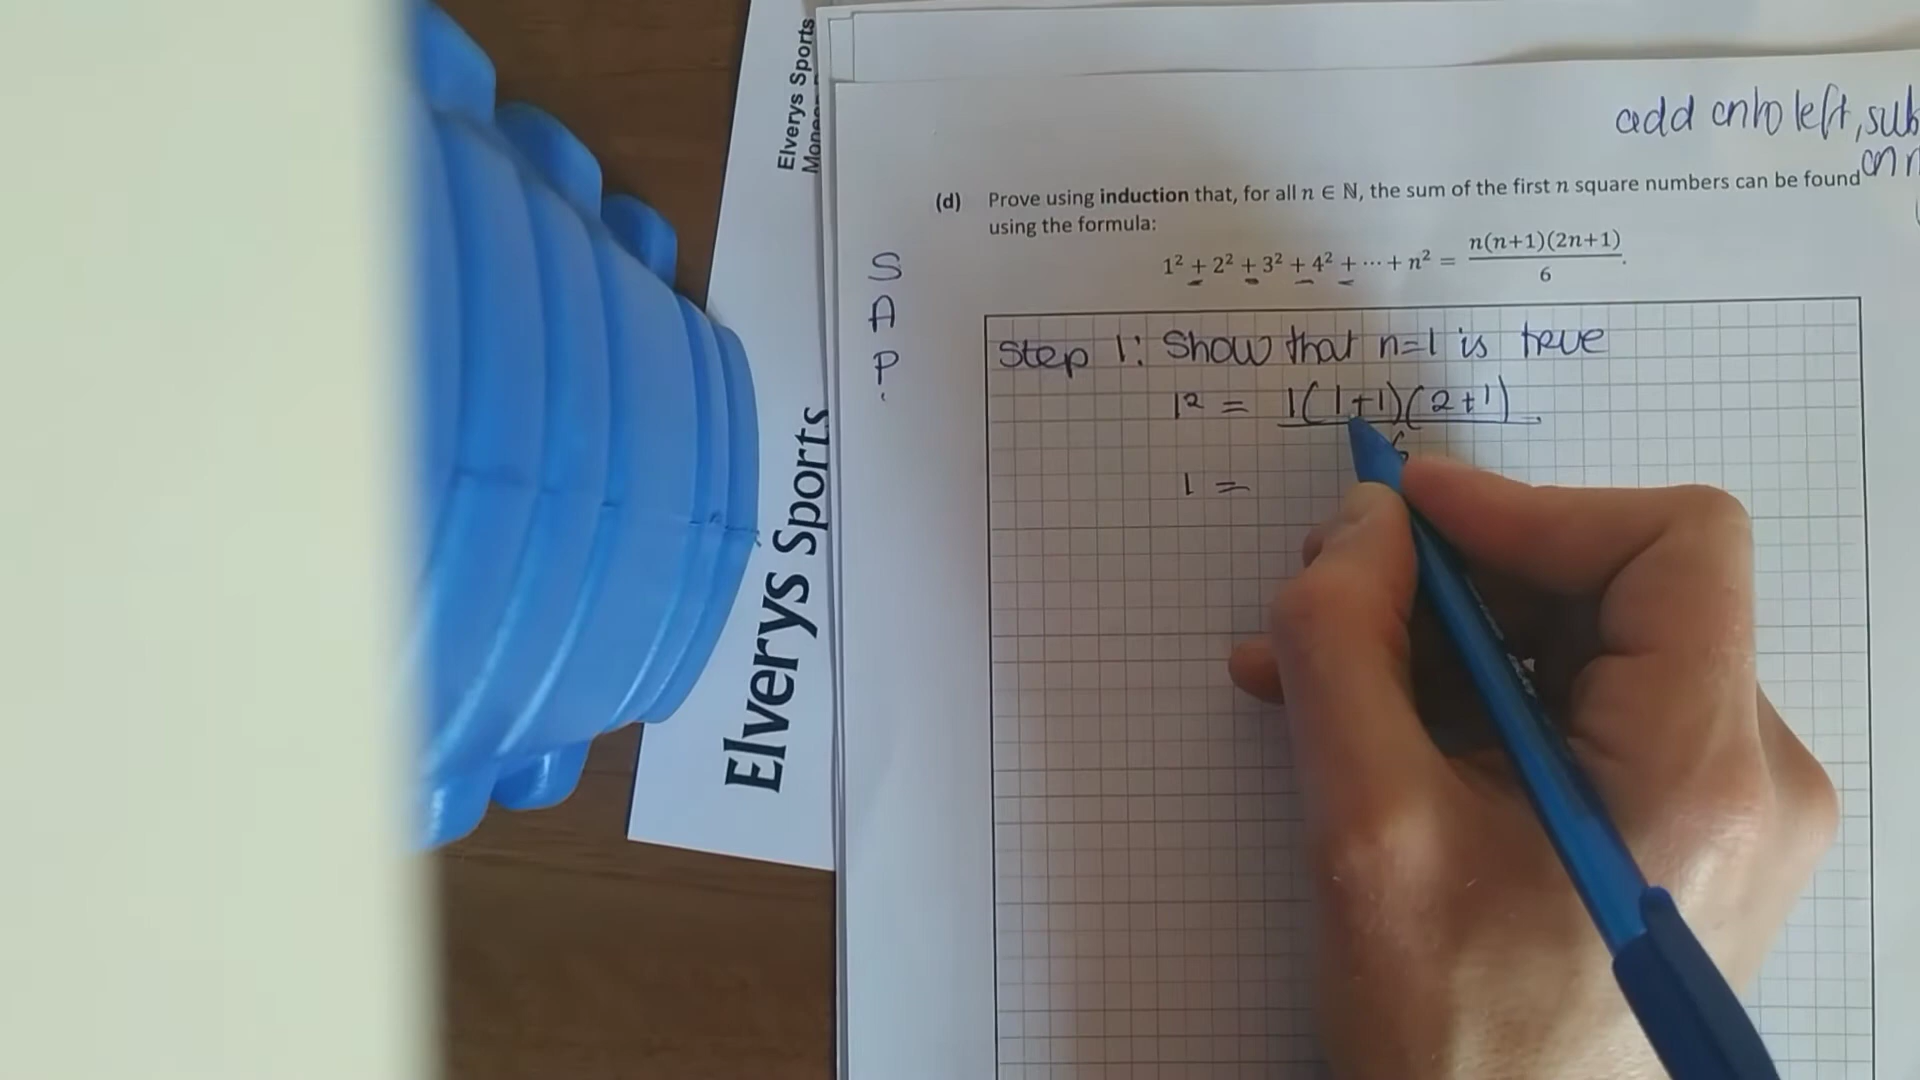 Elverys Sports
Elverys Sports
add onto left, sub
on
(d) Prove using induction that, for all n ∈ ℕ, the sum of the first n square numbers can be found
using the formula:
1² + 2² + 3² + 4² + ⋯ + n² = n(n+1)(2n+1)/6.
S
A
P
Step 1: Show that n=1 is true
1² = 1(1+1)(2+1)/6
1 =